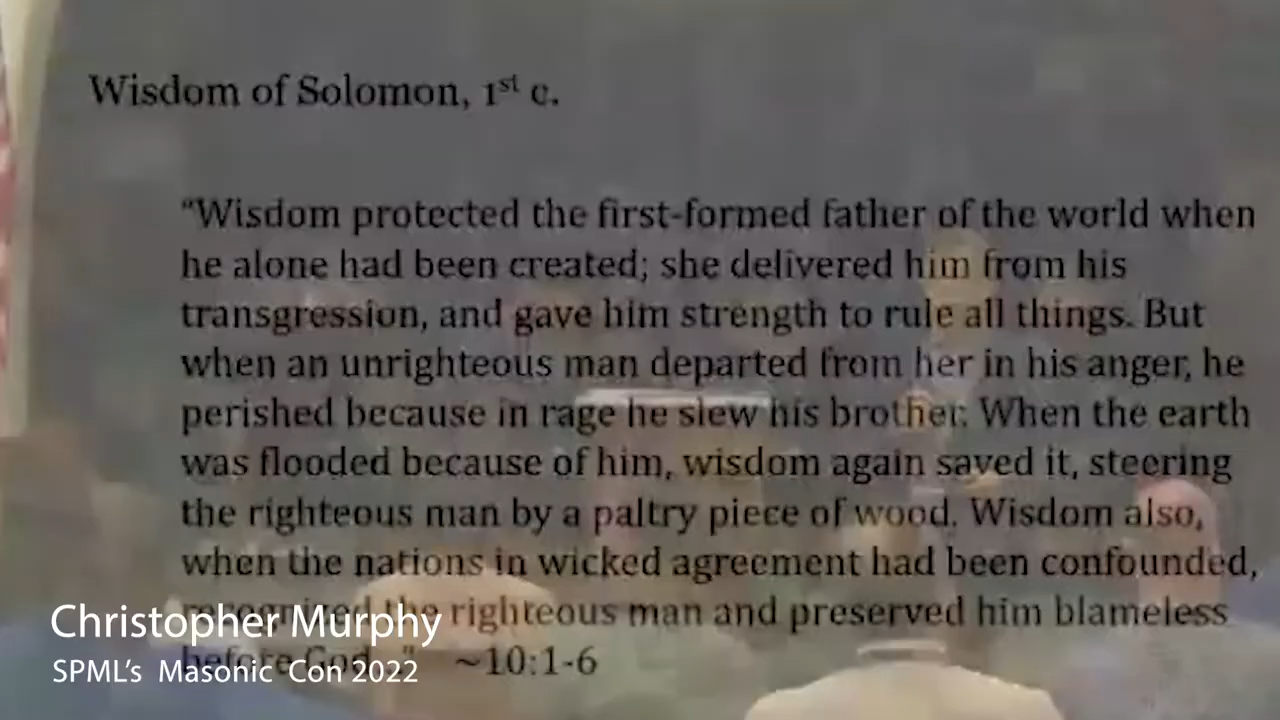 Wisdom of Solomon, 1st c.
“Wisdom protected the first-formed father of the world when
he alone had been created; she delivered him from his
transgression, and gave him strength to rule all things. But
when an unrighteous man departed from her in his anger, he
perished because in rage he slew his brother. When the earth
was flooded because of him, wisdom again saved it, steering
the righteous man by a paltry piece of wood. Wisdom also,
when the nations in wicked agreement had been confounded,
recognized the righteous man and preserved him blameless
before God..." ~10:1-6
Christopher Murphy
SPML’s Masonic Con 2022